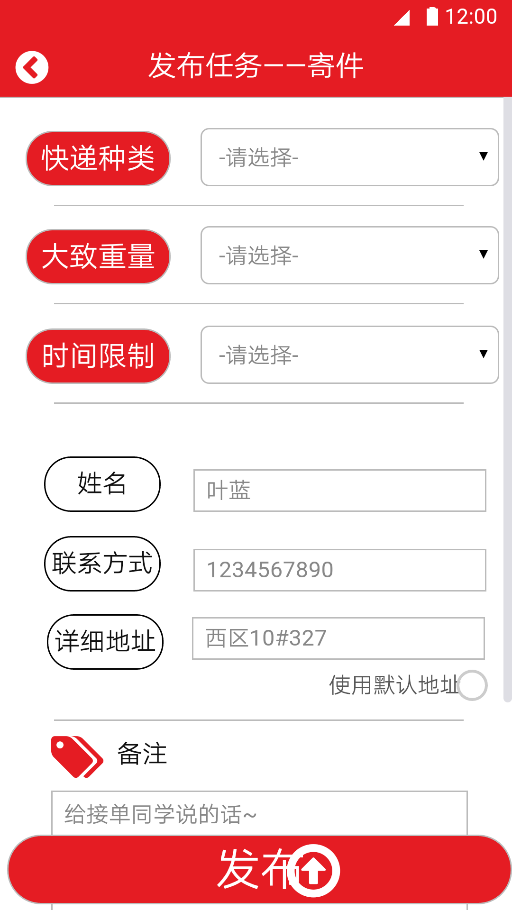 12:00
发布任务——寄件
快递种类
-请选择-
大致重量
-请选择-
时间限制
-请选择-
姓名
叶蓝
联系方式
1234567890
详细地址
西区10#327
使用默认地址
备注
给接单同学说的话~
发布